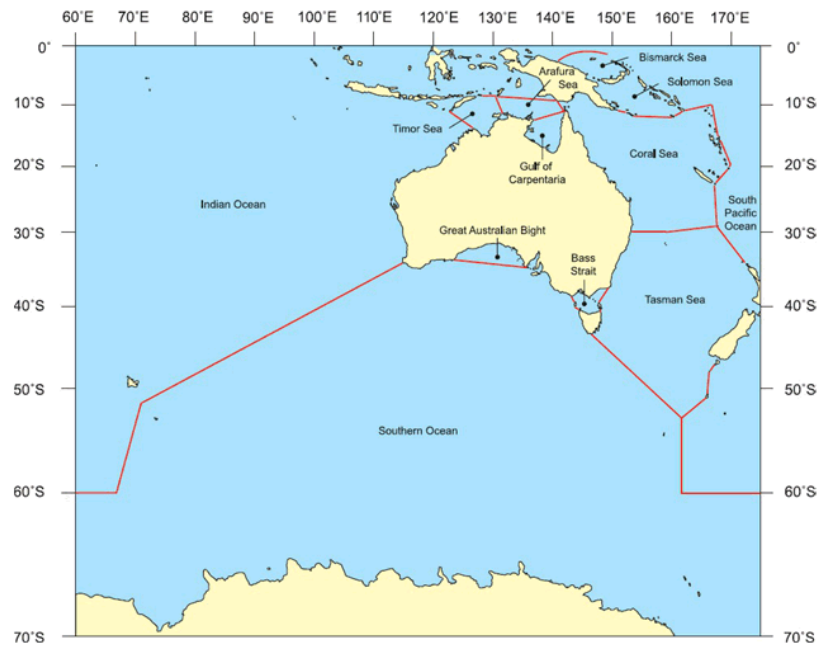 60˚E 70˚E 80˚E 90˚E 100˚E 110˚E 120˚E 130˚E 140˚E 150˚E 160˚E 170˚E
0˚ 0˚
Bismarck Sea
Arafura
Sea
Solomon Sea
10˚S 10˚S
Timor Sea
Coral Sea
20˚S 20˚S
Gulf of
Carpentaria
Indian Ocean
South
Pacific
Ocean
30˚S 30˚S
Great Australian Bight
Bass
Strait
Tasman Sea
40˚S 40˚S
50˚S 50˚S
Southern Ocean
60˚S 60˚S
70˚S 70˚S